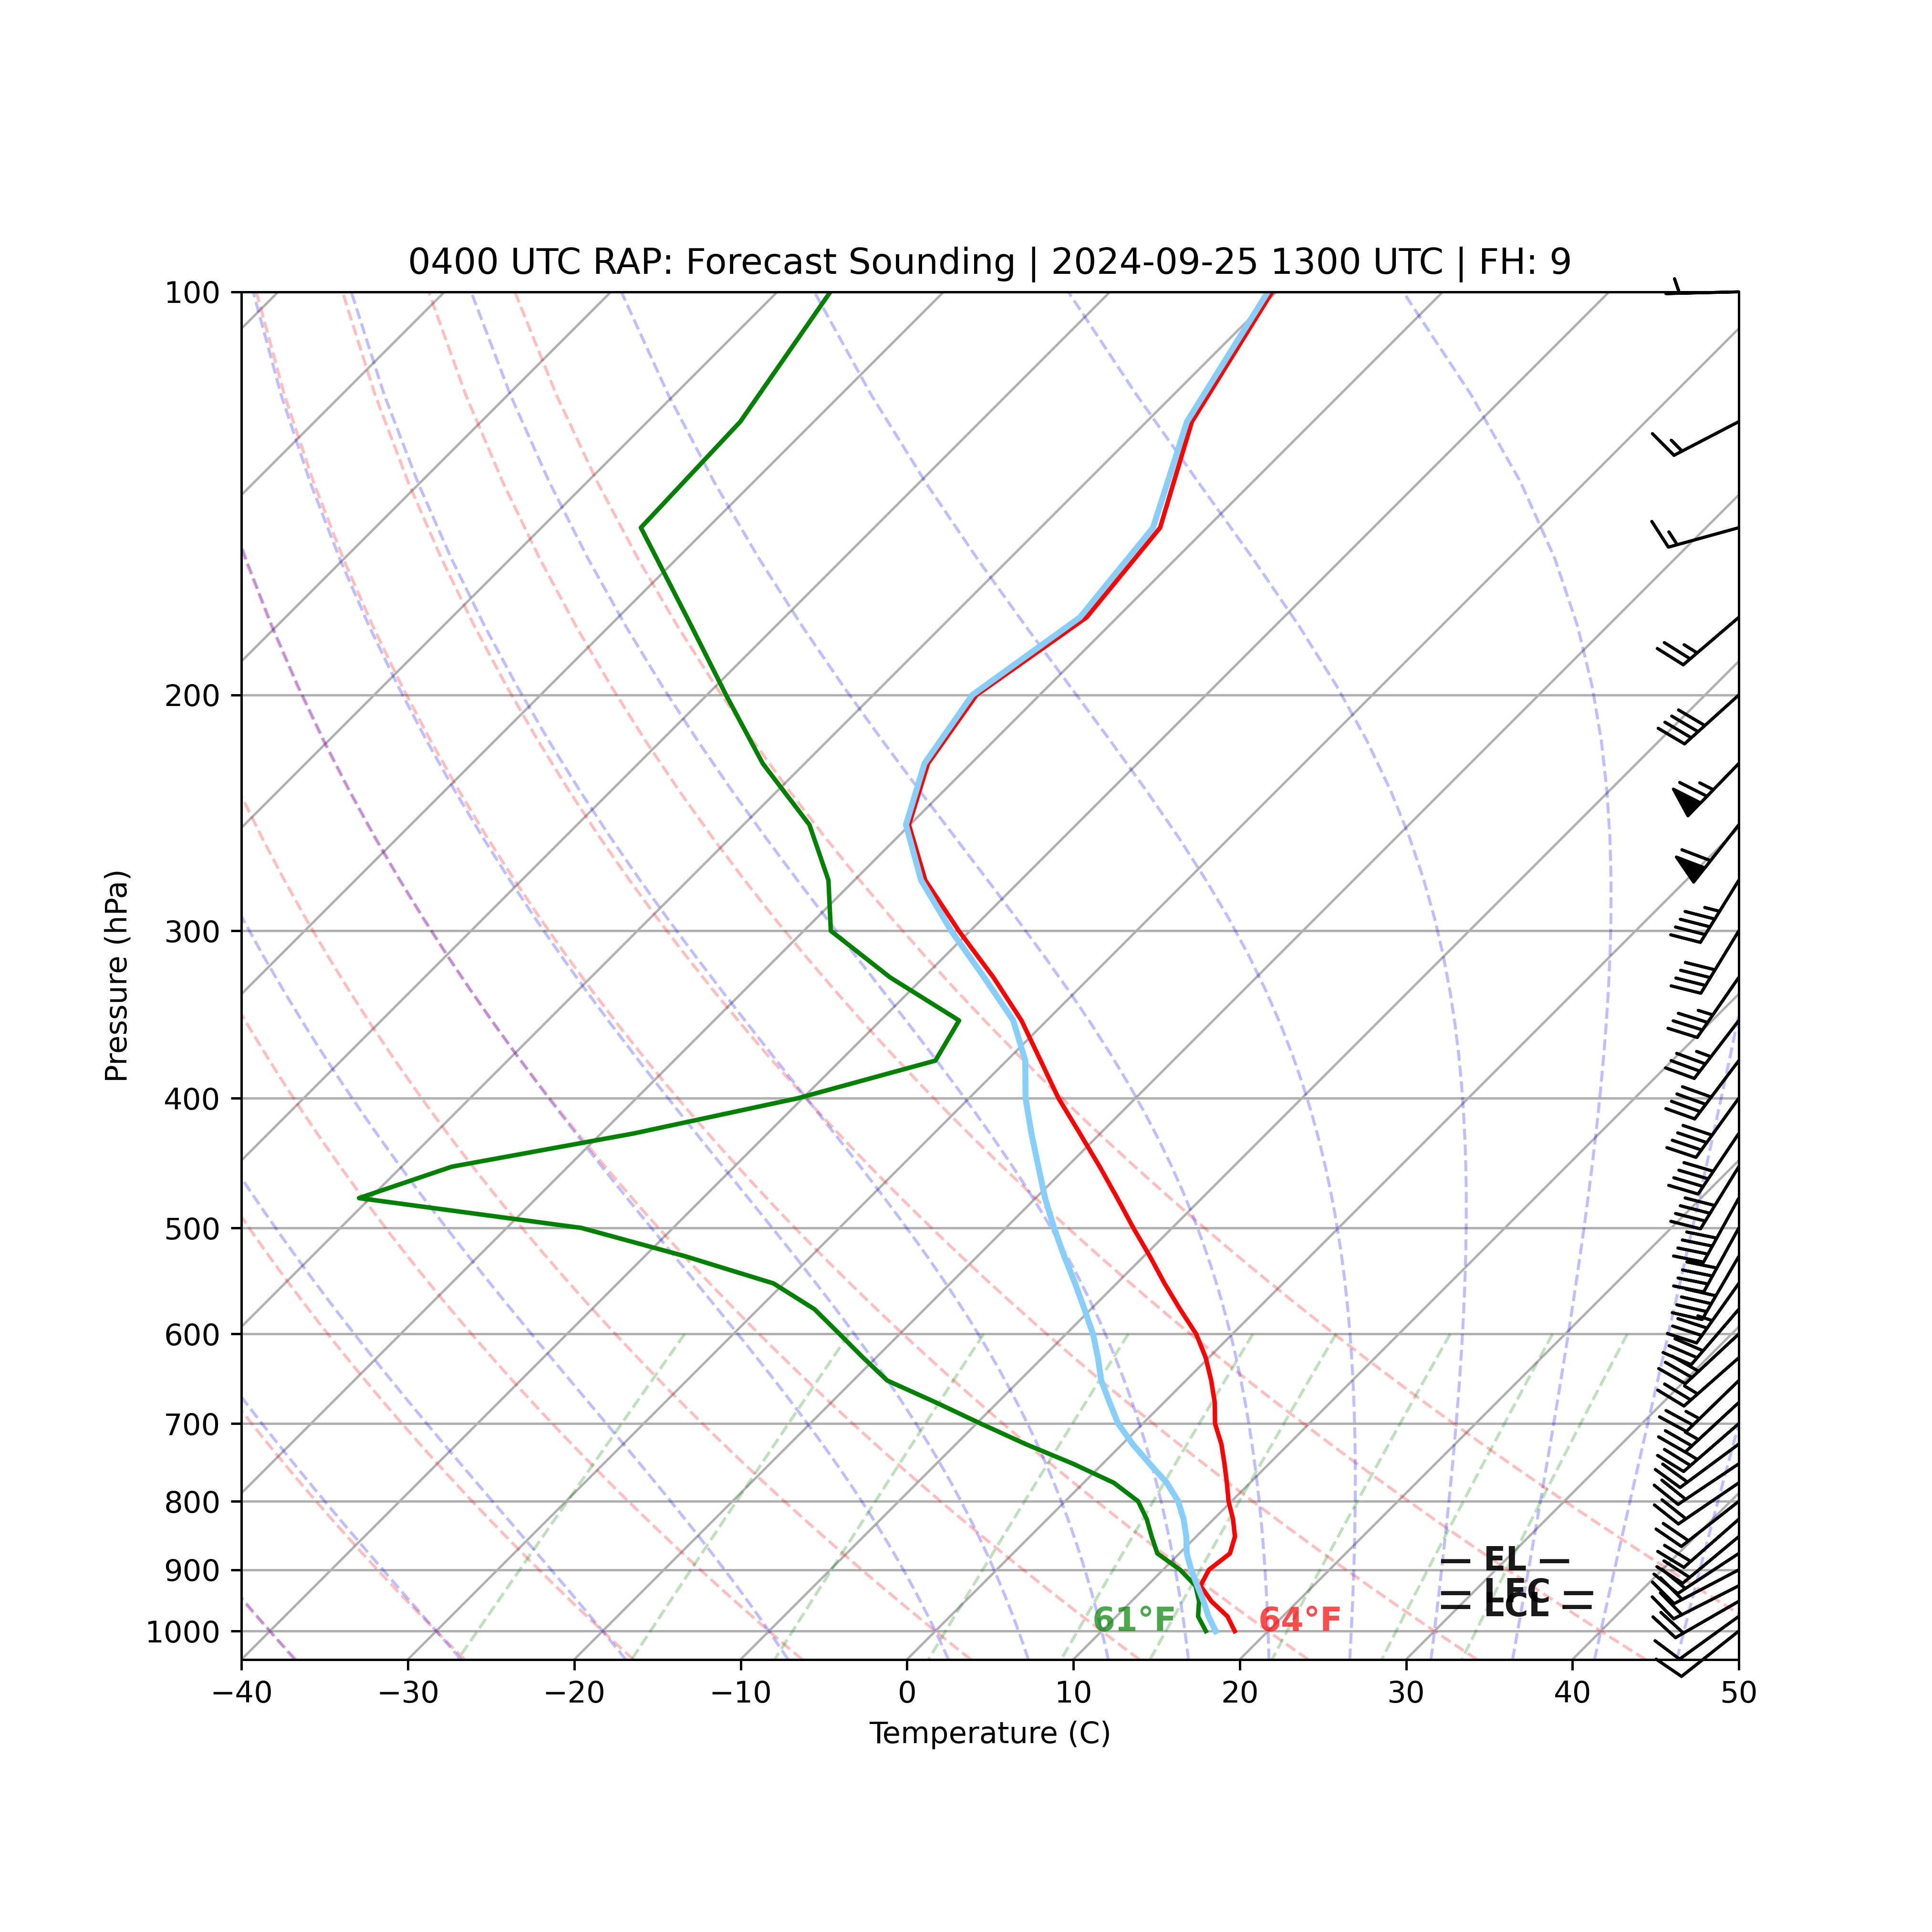 0400 UTC RAP: Forecast Sounding | 2024-09-25 1300 UTC | FH: 9
100
200
300
400
500
600
700
800
900
1000
Pressure (hPa)
— EL —
— LFC —
— LCL —
61°F
64°F
−40 −30 −20 −10 0 10 20 30 40 50
Temperature (C)